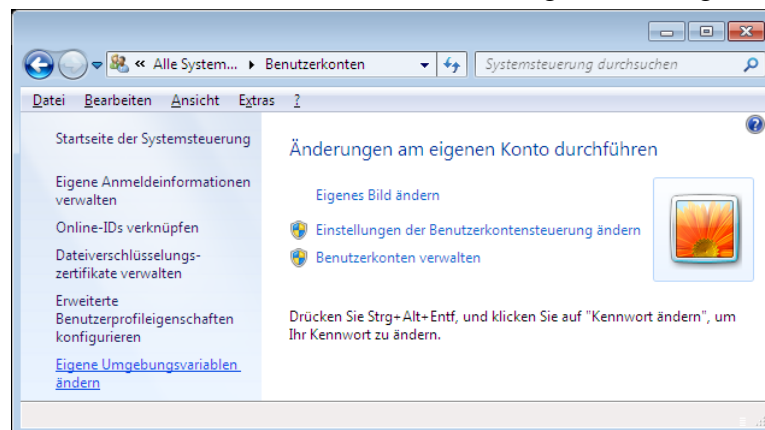 « Alle System... ▸ Benutzerkonten
Systemsteuerung durchsuchen
Datei Bearbeiten Ansicht Extras ?
Startseite der Systemsteuerung
Eigene Anmeldeinformationen
verwalten
Online-IDs verknüpfen
Dateiverschlüsselungs-
zertifikate verwalten
Erweiterte
Benutzerprofileigenschaften
konfigurieren
Eigene Umgebungsvariablen
ändern
Änderungen am eigenen Konto durchführen
Eigenes Bild ändern
Einstellungen der Benutzerkontensteuerung ändern
Benutzerkonten verwalten
Drücken Sie Strg+Alt+Entf, und klicken Sie auf "Kennwort ändern", um
Ihr Kennwort zu ändern.